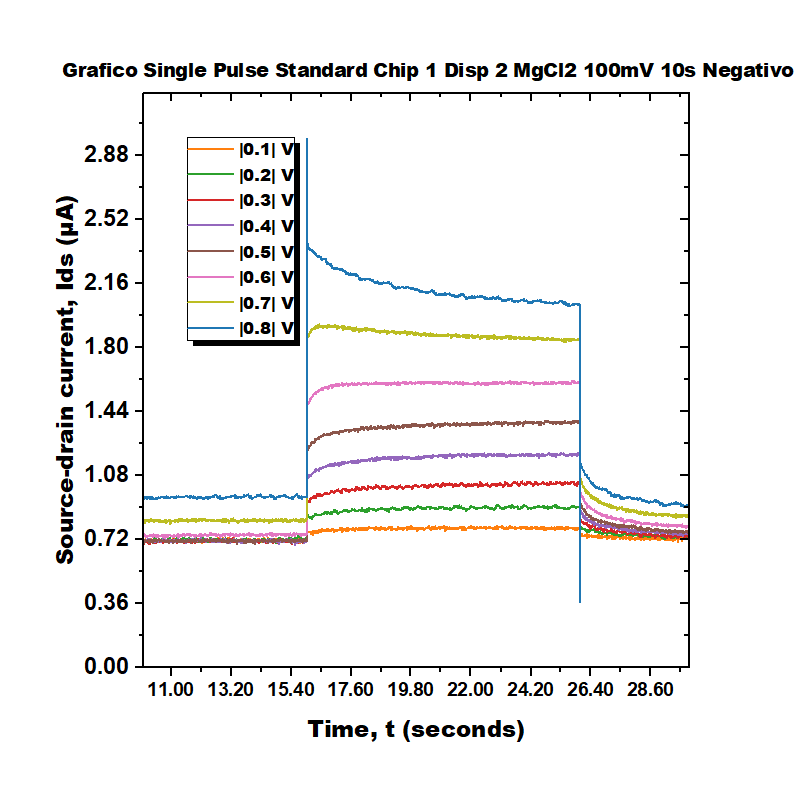 Grafico Single Pulse Standard Chip 1 Disp 2 MgCl2 100mV 10s Negativo
|0.1| V
|0.2| V
|0.3| V
|0.4| V
|0.5| V
|0.6| V
|0.7| V
|0.8| V
2.88
2.52
2.16
1.80
1.44
1.08
0.72
0.36
0.00
Source-drain current, Ids (μA)
11.00 13.20 15.40 17.60 19.80 22.00 24.20 26.40 28.60
Time, t (seconds)